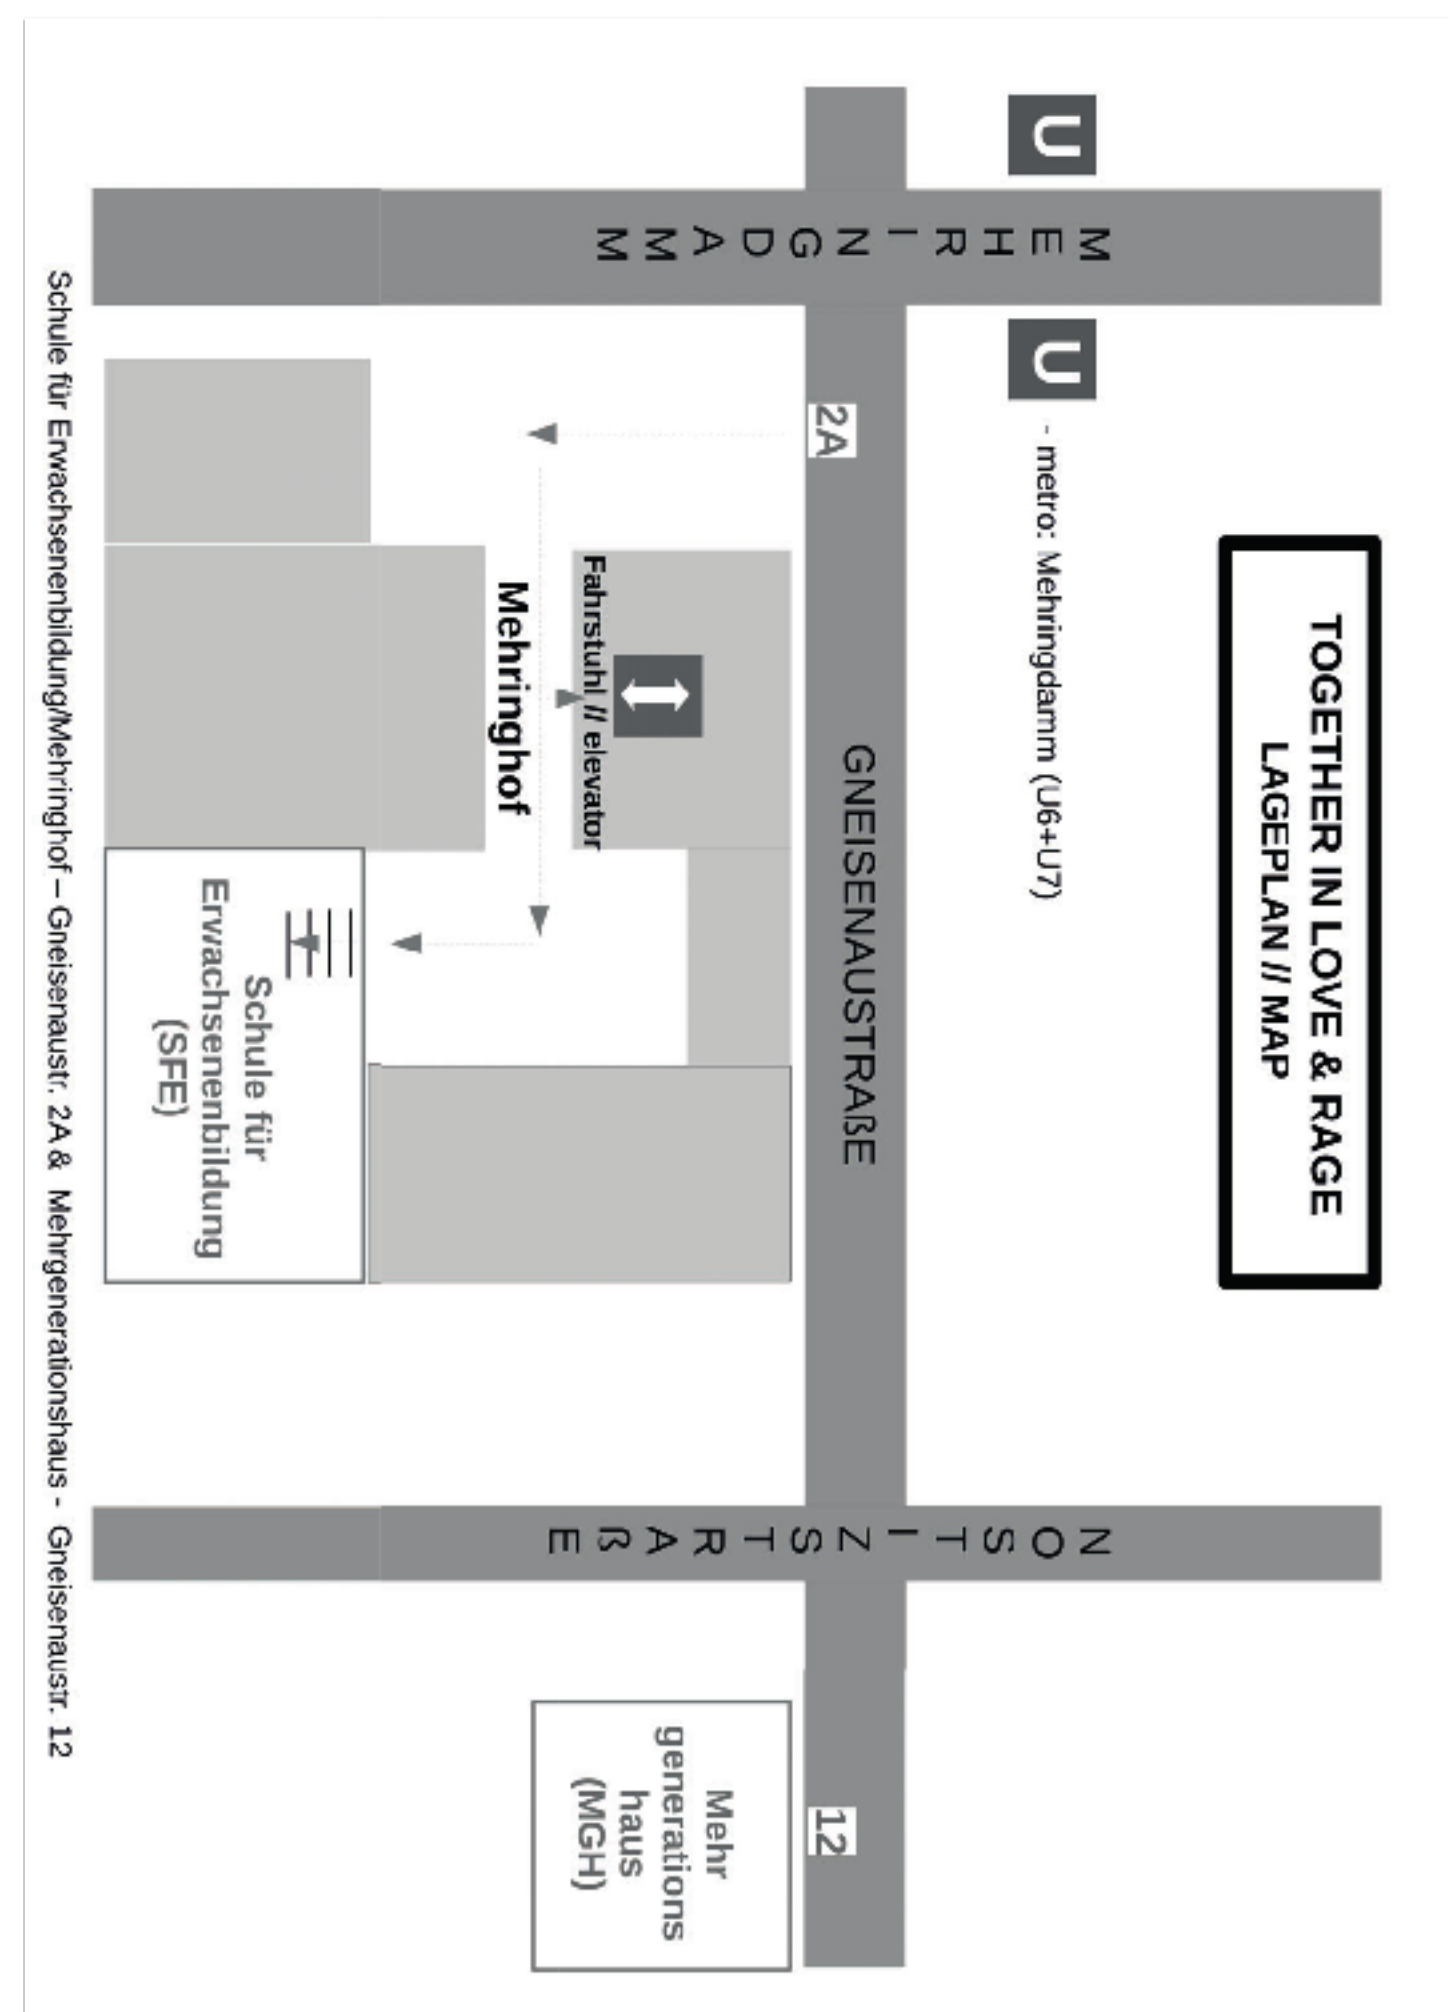 TOGETHER IN LOVE & RAGE
LAGEPLAN // MAP
U
U
- metro: Mehringdamm (U6+U7)
MEHRINGDAMM
NOSTIZSTRAßE
2A
GNEISENAUSTRAßE
12
Fahrstuhl // elevator
Mehringhof
Mehr
generations
haus
(MGH)
Schule für
Erwachsenenbildung
(SFE)
Schule für Erwachsenenbildung/Mehringhof – Gneisenaustr. 2A & Mehrgenerationshaus - Gneisenaustr. 12